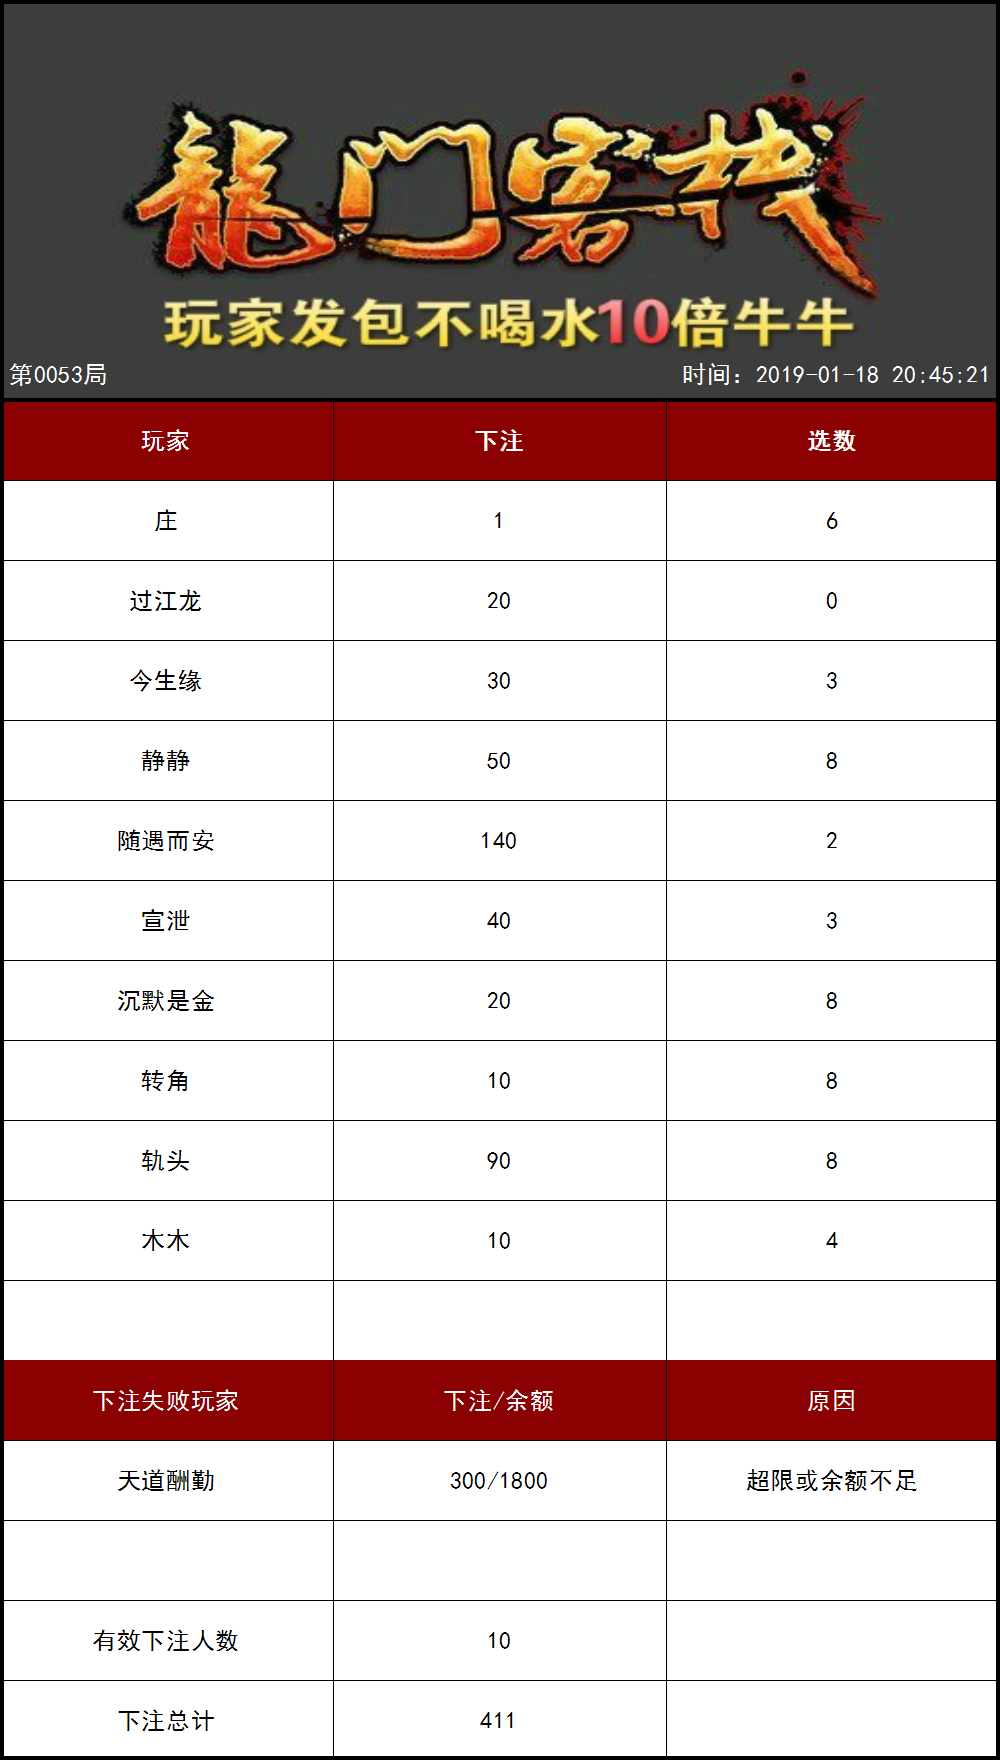 龍门客栈
玩家发包不喝水10倍牛牛
第0053局 时间：2019-01-18 20:45:21
玩家 下注 选数
庄 1 6
过江龙 20 0
今生缘 30 3
静静 50 8
随遇而安 140 2
宣泄 40 3
沉默是金 20 8
转角 10 8
轨头 90 8
木木 10 4
下注失败玩家 下注/余额 原因
天道酬勤 300/1800 超限或余额不足
有效下注人数 10
下注总计 411